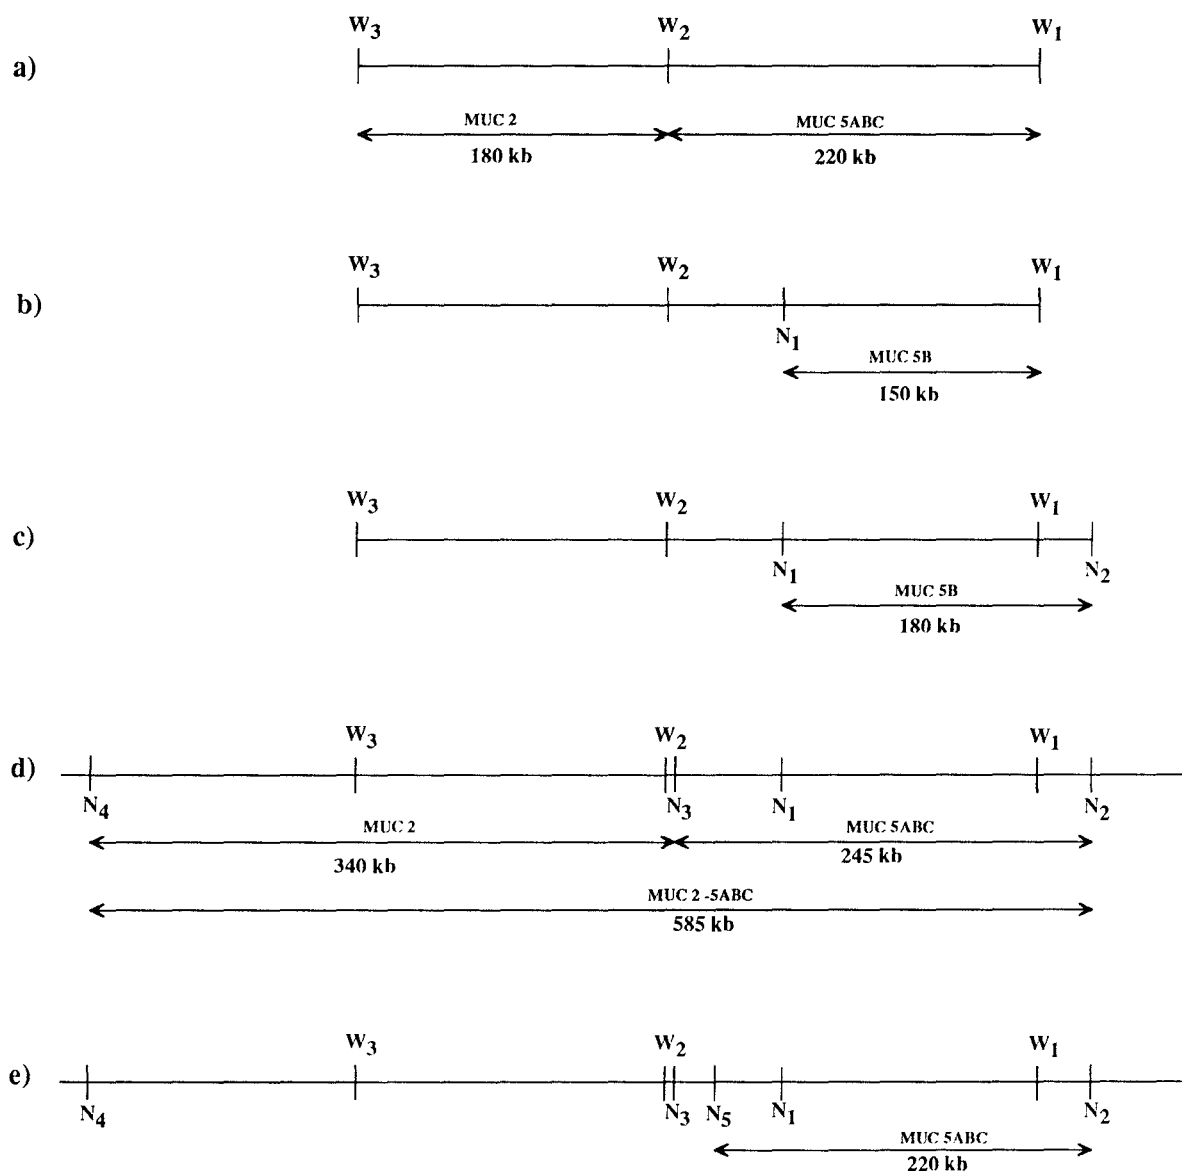 a)
W3 W2 W1
MUC 2 MUC 5ABC
180 kb 220 kb
b)
W3 W2 W1
N1
MUC 5B
150 kb
c)
W3 W2 W1
N1 N2
MUC 5B
180 kb
d)
W3 W2 W1
N4 N3 N1 N2
MUC 2 MUC 5ABC
340 kb 245 kb
MUC 2 -5ABC
585 kb
e)
W3 W2 W1
N4 N3 N5 N1 N2
MUC 5ABC
220 kb